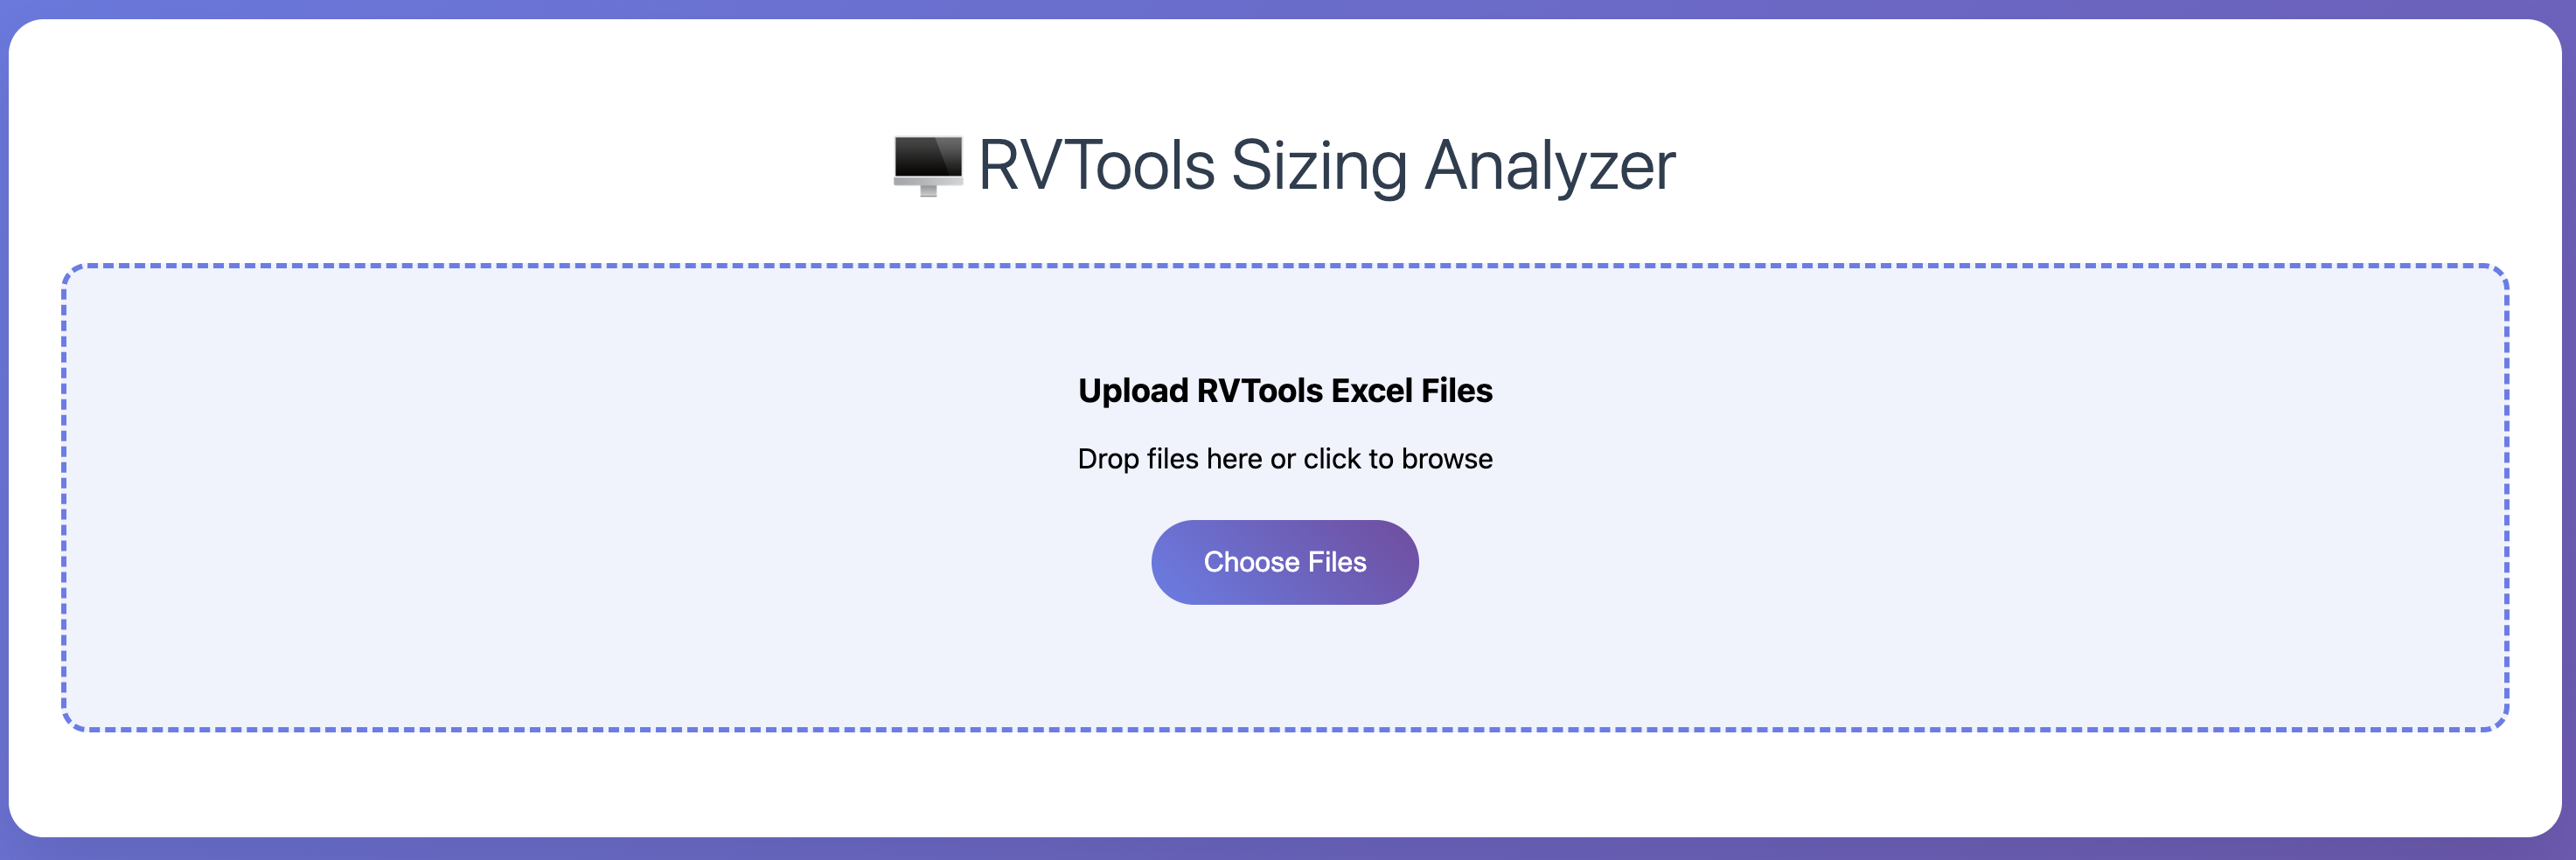 RVTools Sizing Analyzer
Upload RVTools Excel Files
Drop files here or click to browse
Choose Files